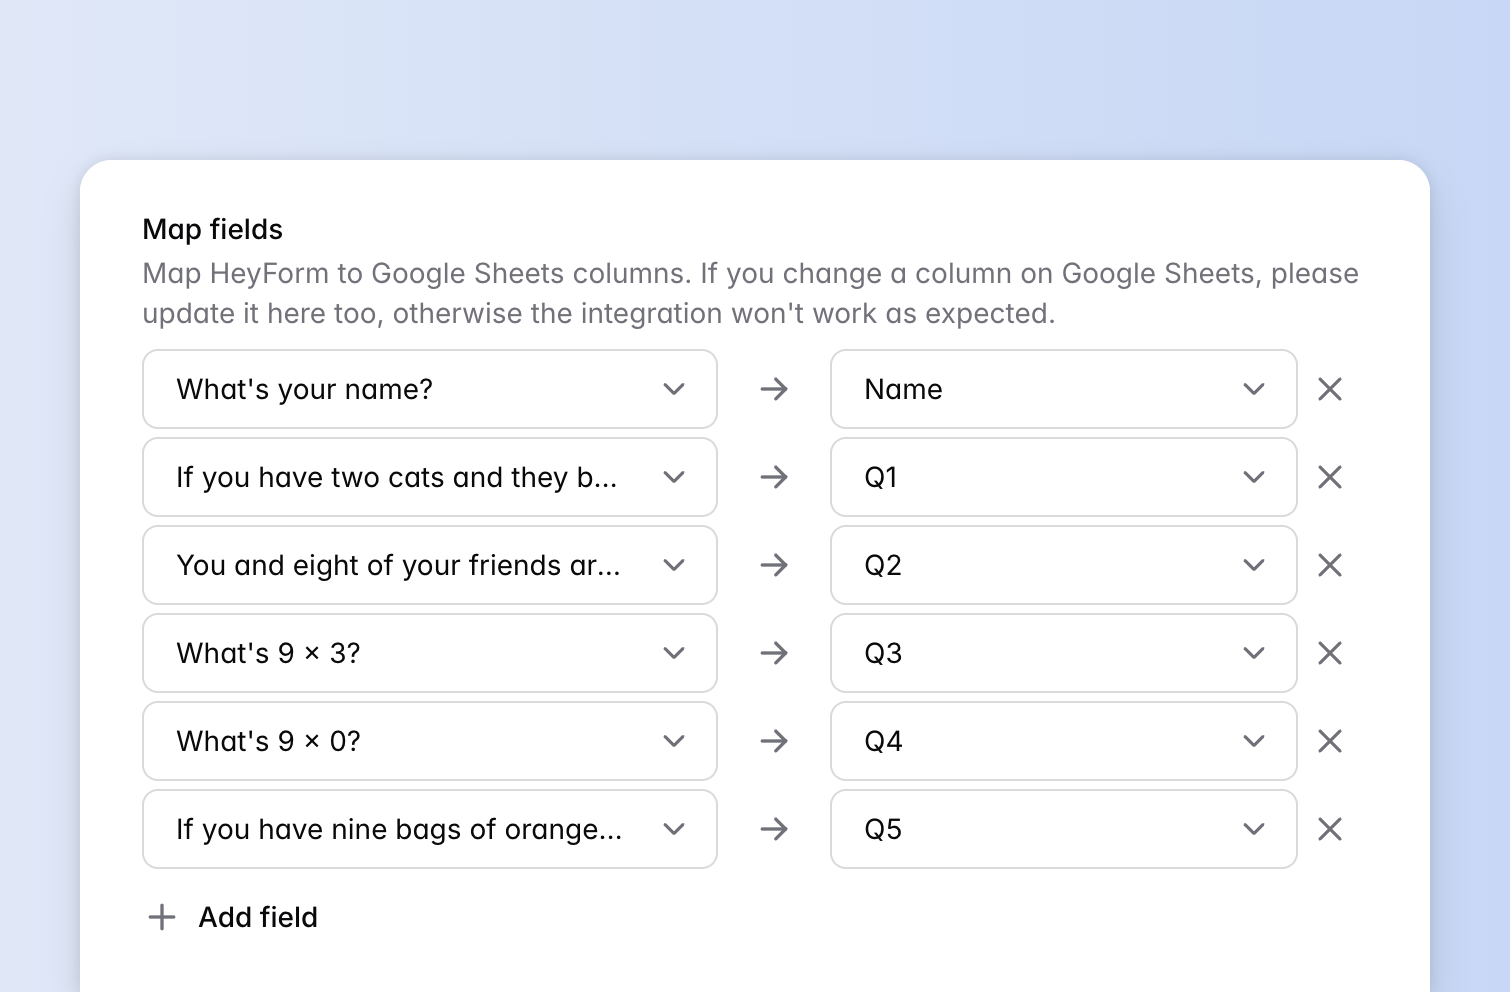 Map fields
Map HeyForm to Google Sheets columns. If you change a column on Google Sheets, please
update it here too, otherwise the integration won't work as expected.
What's your name? → Name
If you have two cats and they b... → Q1
You and eight of your friends ar... → Q2
What's 9 × 3? → Q3
What's 9 × 0? → Q4
If you have nine bags of orange... → Q5
Add field